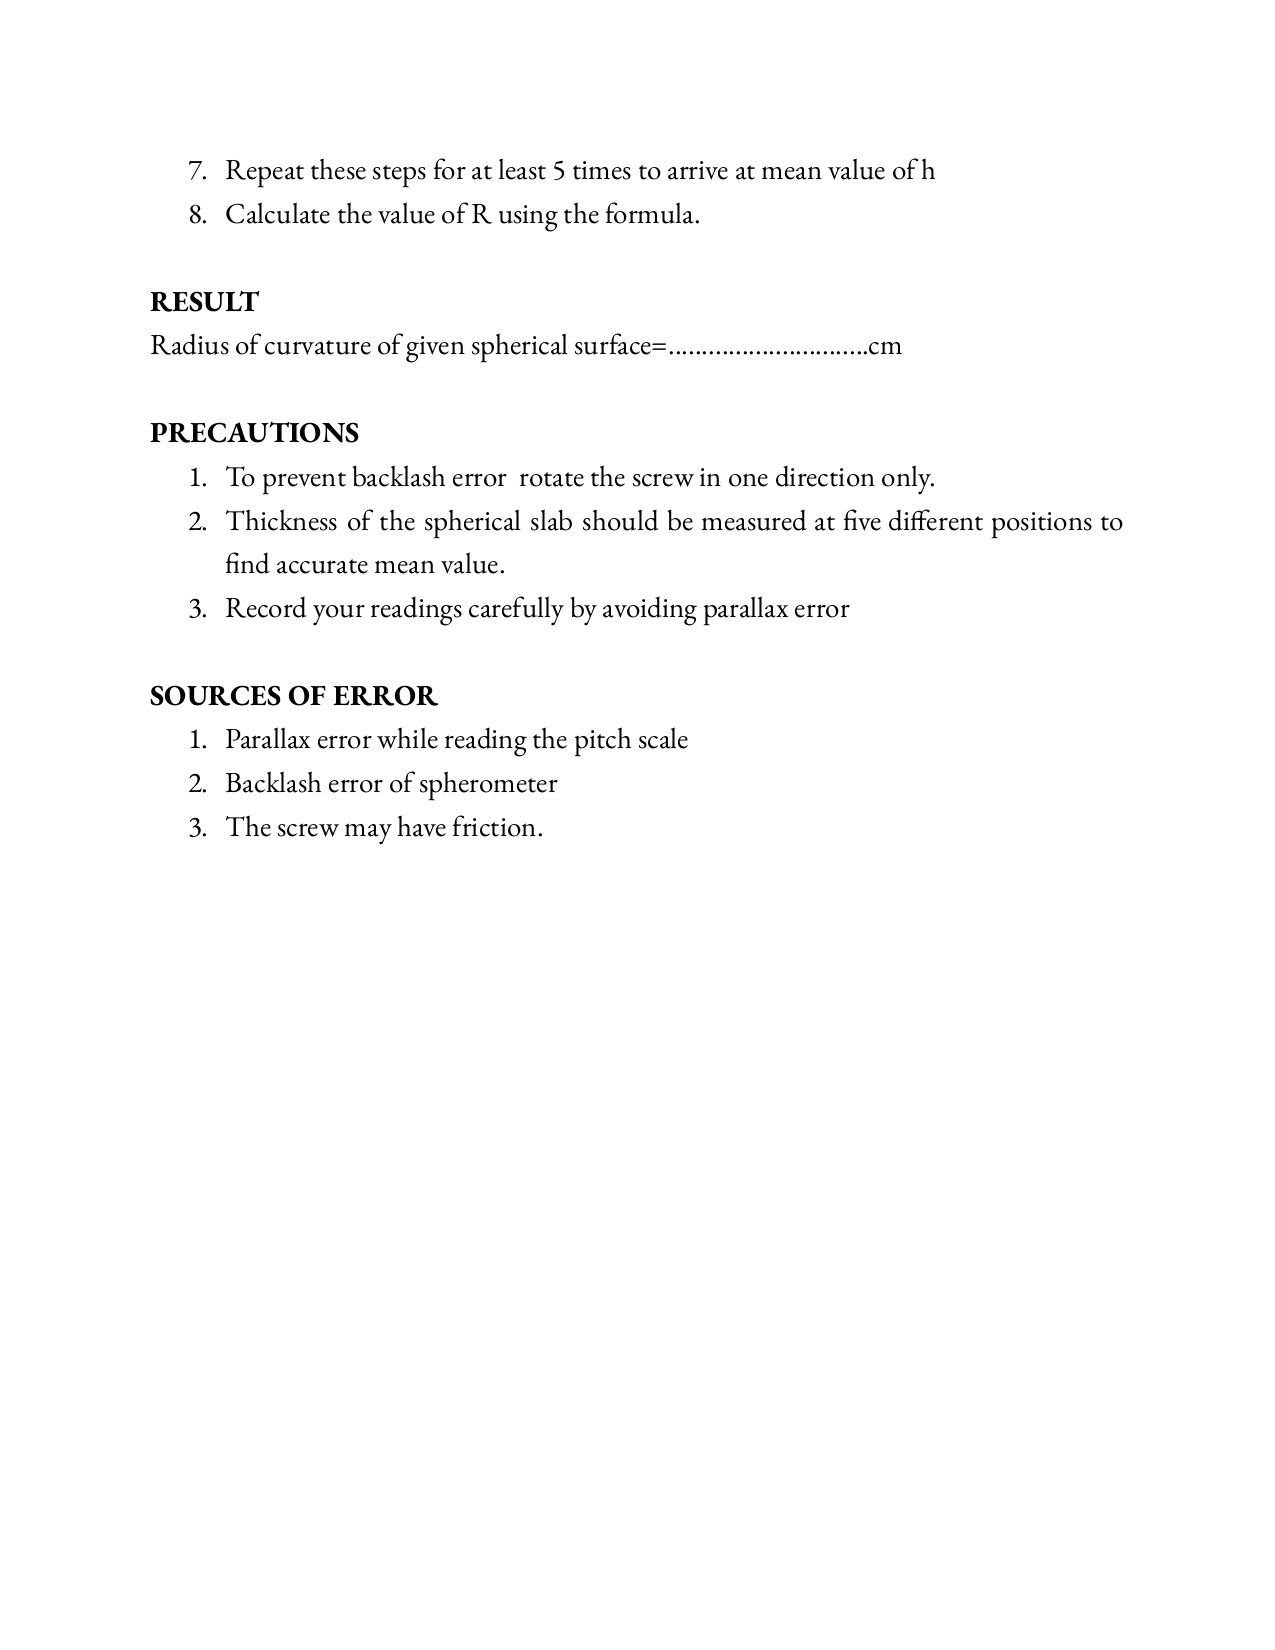 7. Repeat these steps for at least 5 times to arrive at mean value of h
8. Calculate the value of R using the formula.
RESULT
Radius of curvature of given spherical surface=..............................cm
PRECAUTIONS
1. To prevent backlash error  rotate the screw in one direction only.
2. Thickness of the spherical slab should be measured at five different positions to
find accurate mean value.
3. Record your readings carefully by avoiding parallax error
SOURCES OF ERROR
1. Parallax error while reading the pitch scale
2. Backlash error of spherometer
3. The screw may have friction.